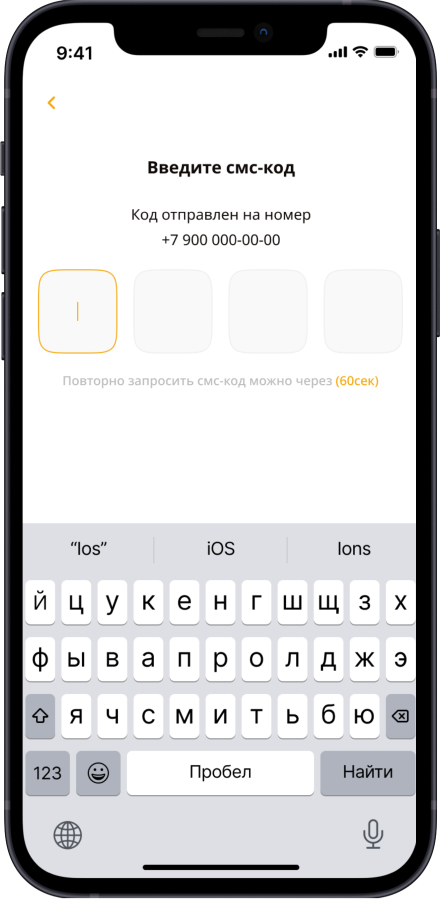 9:41
Введите смс-код
Код отправлен на номер
+7 900 000-00-00
Повторно запросить смс-код можно через (60сек)
“Ios” iOS Ions
й ц у к е н г ш щ з х
ф ы в а п р о л д ж э
я ч с м и т ь б ю
123 Пробел Найти